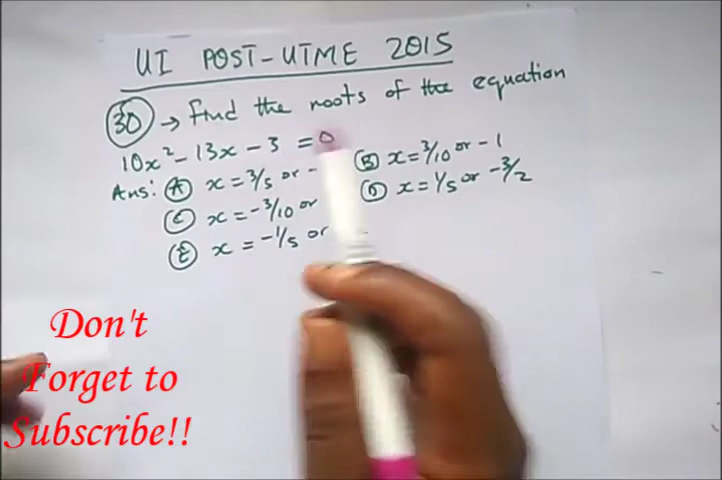 UI POST-UTME 2015
30 → Find the roots of the equation
10x² - 13x - 3 = 0
Ans: A x = 3/5 or - B x = 3/10 or -1
C x = -3/10 or D x = 1/5 or -3/2
E x = -1/5 or
Don't
Forget to
Subscribe!!